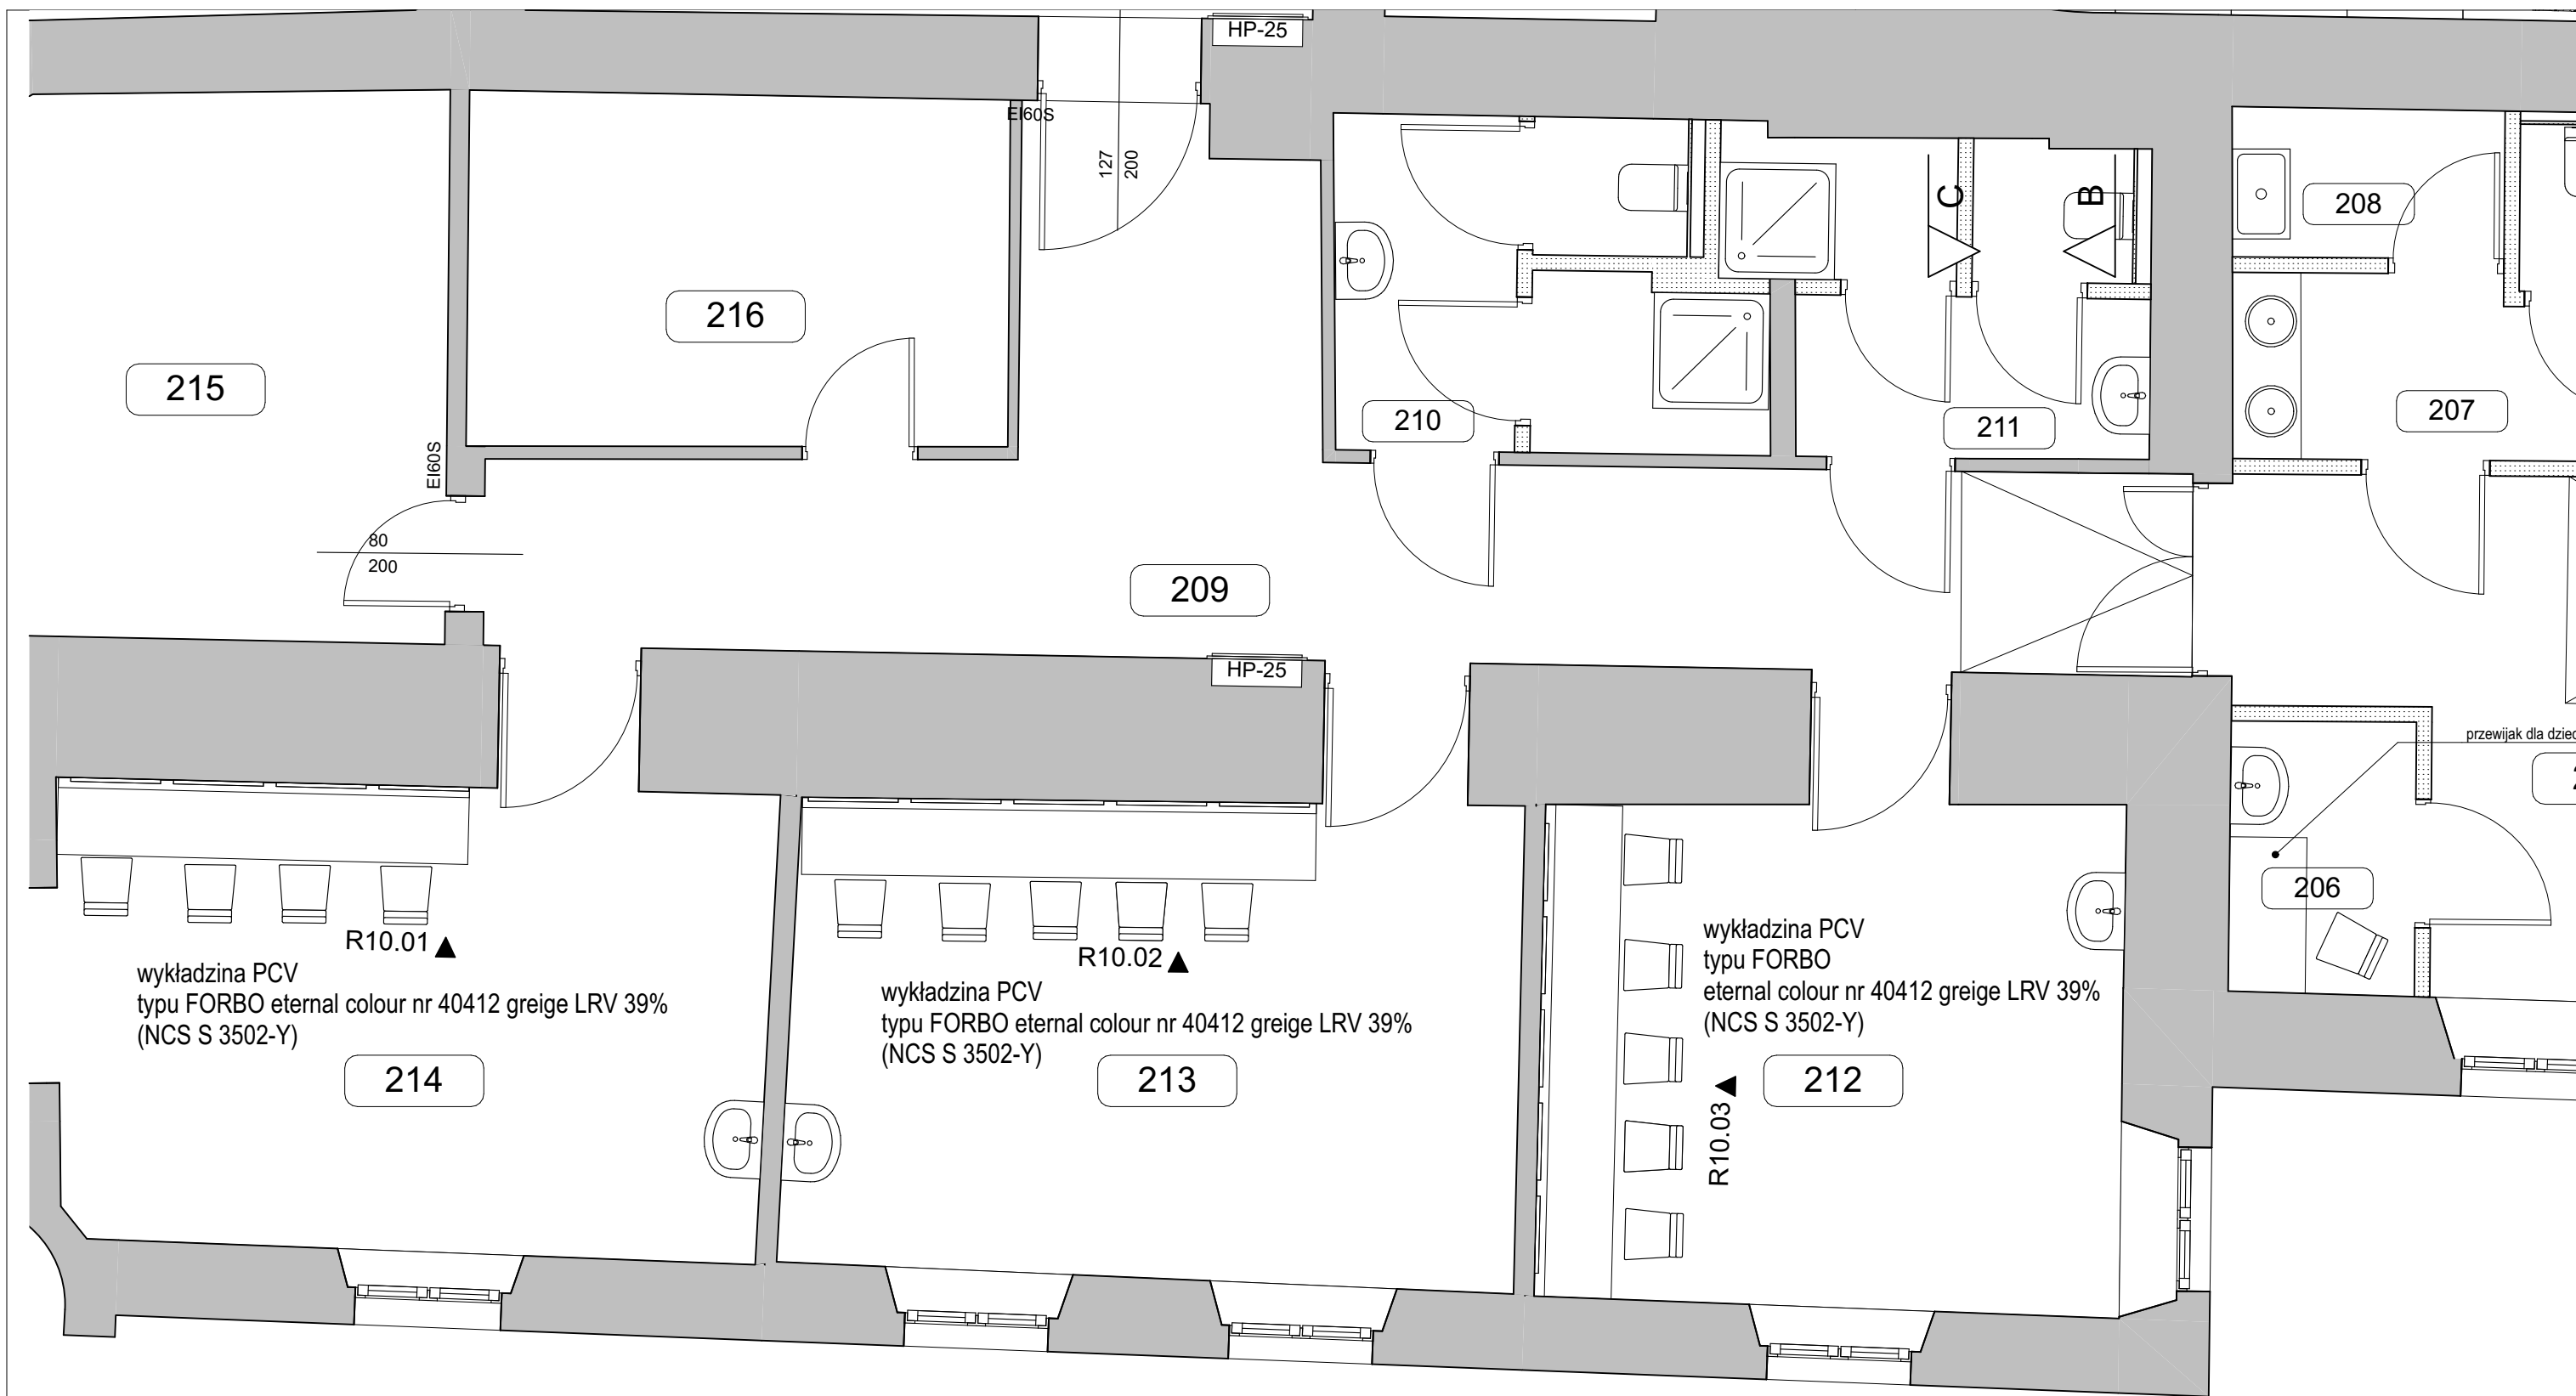 HP-25
EI60S
127
200
C
B
208
216
215
210
211
207
EI60S
80
200
209
HP-25
przewijak dla
206
R10.01
wykładzina PCV
typu FORBO eternal colour nr 40412 greige LRV 39%
(NCS S 3502-Y)
214
R10.02
wykładzina PCV
typu FORBO eternal colour nr 40412 greige LRV 39%
(NCS S 3502-Y)
213
wykładzina PCV
typu FORBO
eternal colour nr 40412 greige LRV 39%
(NCS S 3502-Y)
R10.03
212